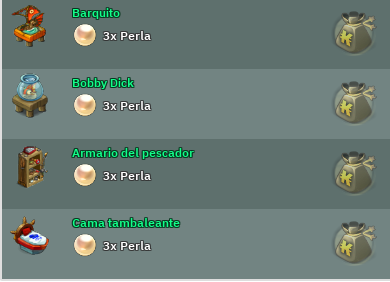 Barquito
3x Perla
Bobby Dick
3x Perla
Armario del pescador
3x Perla
Cama tambaleante
3x Perla